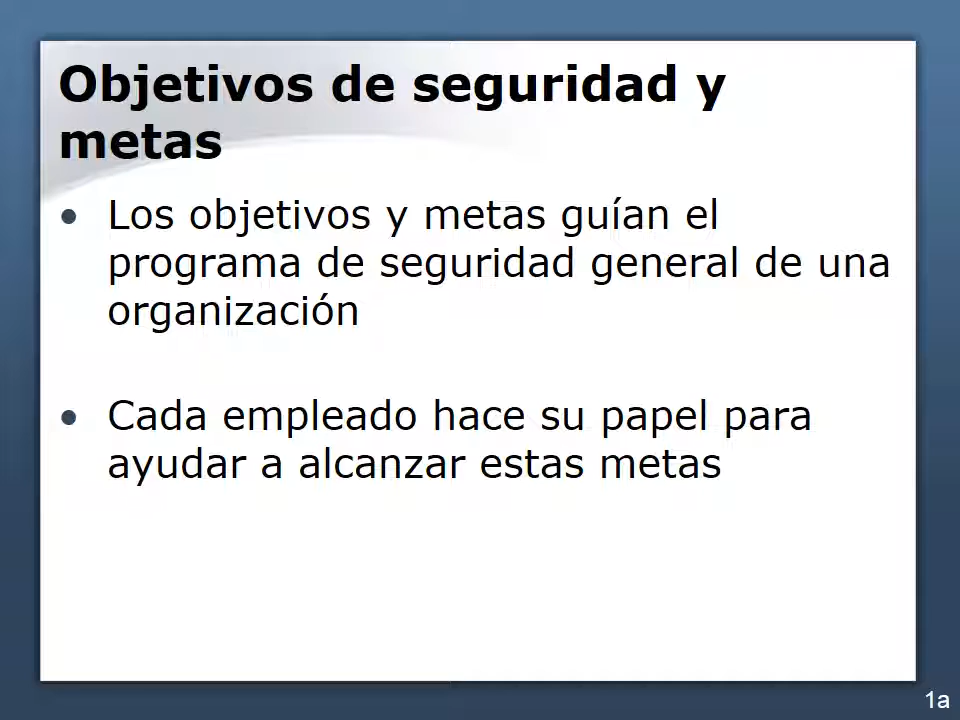 Objetivos de seguridad y
metas
• Los objetivos y metas guían el
programa de seguridad general de una
organización
• Cada empleado hace su papel para
ayudar a alcanzar estas metas
1a